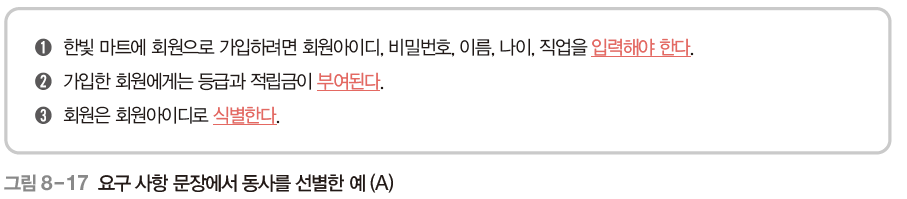 ❶ 한빛 마트에 회원으로 가입하려면 회원아이디, 비밀번호, 이름, 나이, 직업을 입력해야 한다.
❷ 가입한 회원에게는 등급과 적립금이 부여된다.
❸ 회원은 회원아이디로 식별한다.
그림 8-17 요구 사항 문장에서 동사를 선별한 예 (A)